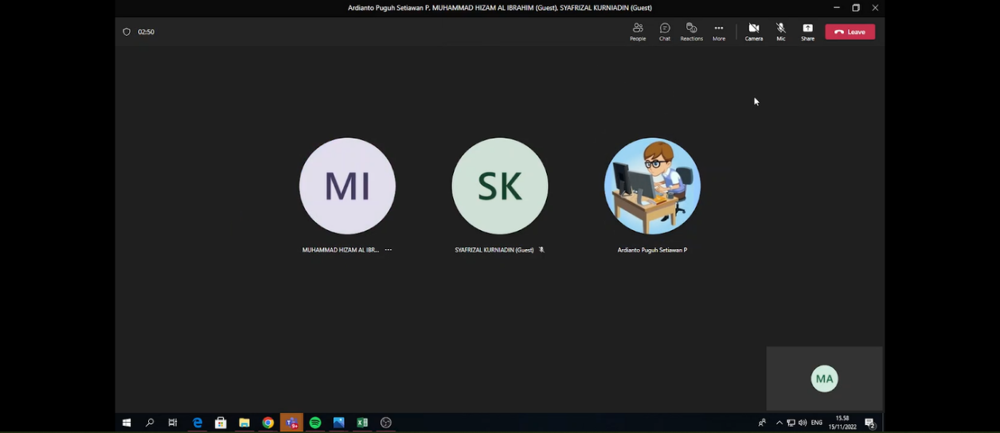 Ardianto Puguh Setiawan P, MUHAMMAD HIZAM AL IBRAHIM (Guest), SYAFRIZAL KURNIADIN (Guest)
02:50
People Chat Reactions More Camera Mic Share Leave
MI SK
MUHAMMAD HIZAM AL IBR... SYAFRIZAL KURNIADIN (Guest) Ardianto Puguh Setiawan P
MA
9+
ENG
15.58
15/11/2022
2